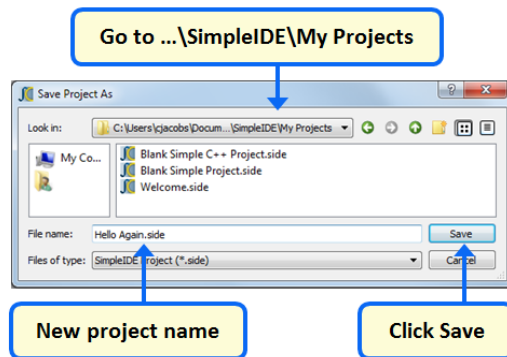 Go to ...\SimpleIDE\My Projects
Save Project As
Look in:
C:\Users\cjacobs\Docum...\SimpleIDE\My Projects
My Co...
Blank Simple C++ Project.side
Blank Simple Project.side
Welcome.side
File name:
Hello Again.side
Save
Files of type:
SimpleIDE Project (*.side)
Cancel
New project name
Click Save